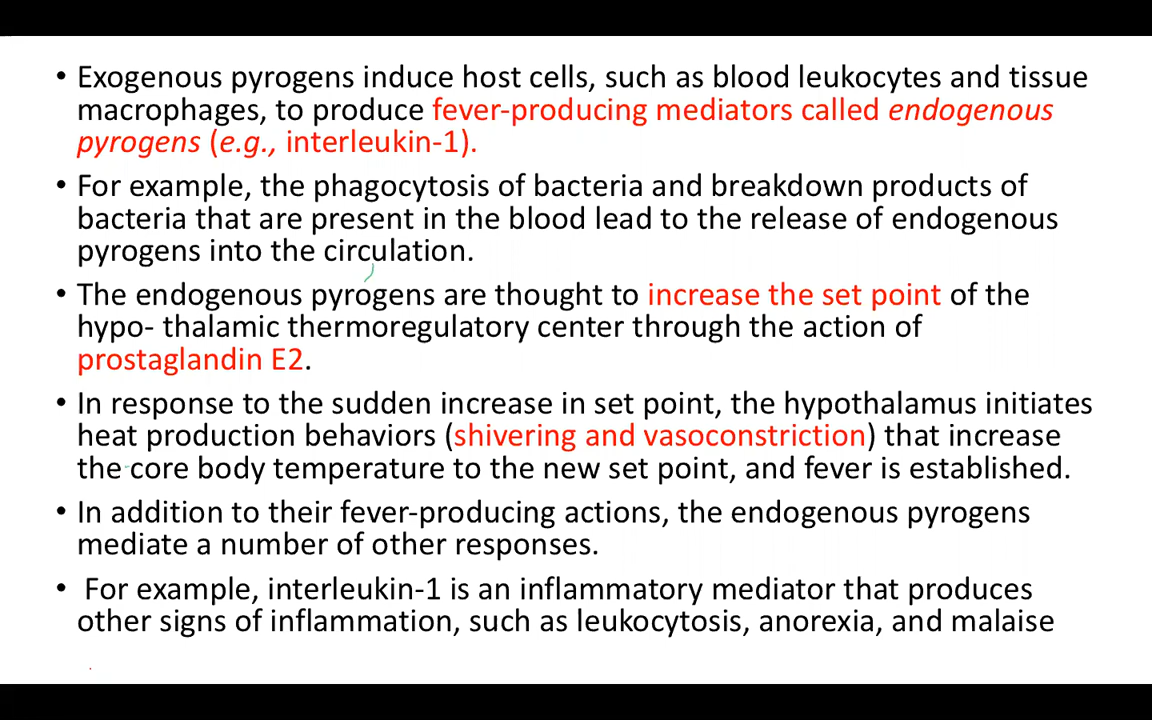 • Exogenous pyrogens induce host cells, such as blood leukocytes and tissue
macrophages, to produce fever-producing mediators called endogenous
pyrogens (e.g., interleukin-1).
• For example, the phagocytosis of bacteria and breakdown products of
bacteria that are present in the blood lead to the release of endogenous
pyrogens into the circulation.
• The endogenous pyrogens are thought to increase the set point of the
hypo- thalamic thermoregulatory center through the action of
prostaglandin E2.
• In response to the sudden increase in set point, the hypothalamus initiates
heat production behaviors (shivering and vasoconstriction) that increase
the core body temperature to the new set point, and fever is established.
• In addition to their fever-producing actions, the endogenous pyrogens
mediate a number of other responses.
• For example, interleukin-1 is an inflammatory mediator that produces
other signs of inflammation, such as leukocytosis, anorexia, and malaise